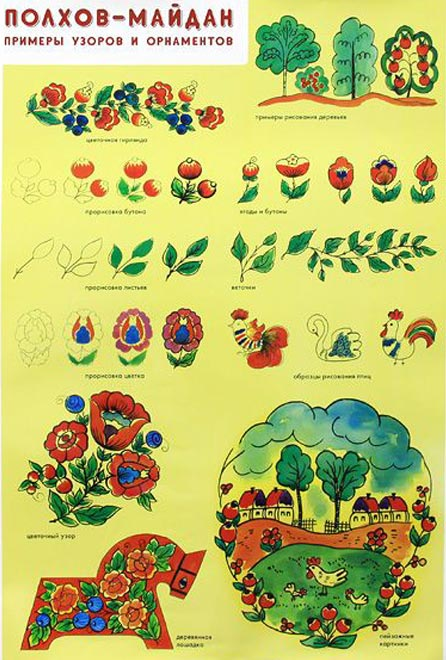 ПОЛХОВ-МАЙДАН
ПРИМЕРЫ УЗОРОВ И ОРНАМЕНТОВ
примеры рисования деревьев
цветочная гирлянда
прорисовка бутона
ягоды и бутоны
прорисовка листьев
веточки
прорисовка цветка
образцы рисования птиц
цветочный узор
деревянная
лошадка
пейзажные
картинки